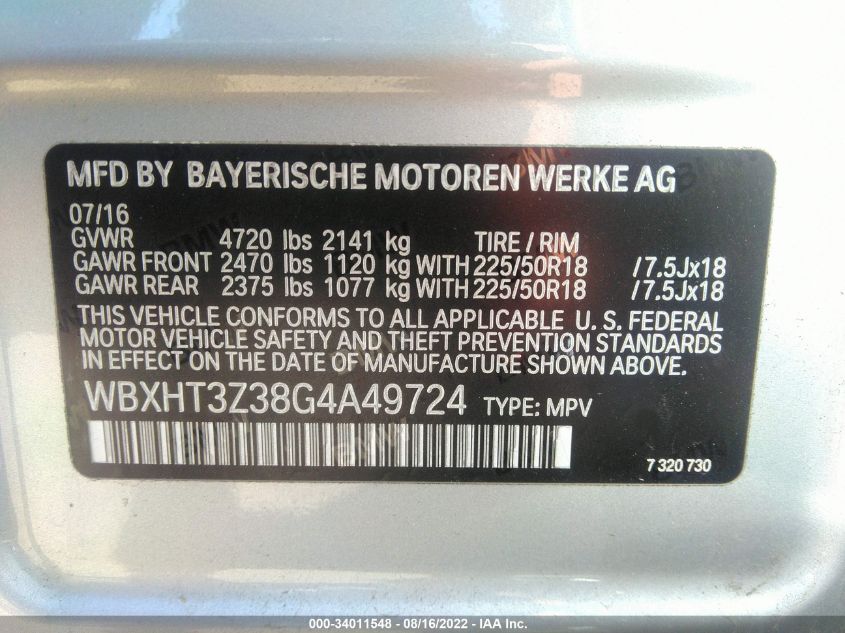 MFD BY BAYERISCHE MOTOREN WERKE AG
07/16
GVWR 4720 lbs 2141 kg TIRE / RIM
GAWR FRONT 2470 lbs 1120 kg WITH 225/50R18 /7.5Jx18
GAWR REAR 2375 lbs 1077 kg WITH 225/50R18 /7.5Jx18
THIS VEHICLE CONFORMS TO ALL APPLICABLE U. S. FEDERAL
MOTOR VEHICLE SAFETY AND THEFT PREVENTION STANDARDS
IN EFFECT ON THE DATE OF MANUFACTURE SHOWN ABOVE.
WBXHT3Z38G4A49724 TYPE: MPV
7 320 730
000-34011548 - 08/16/2022 - IAA Inc.